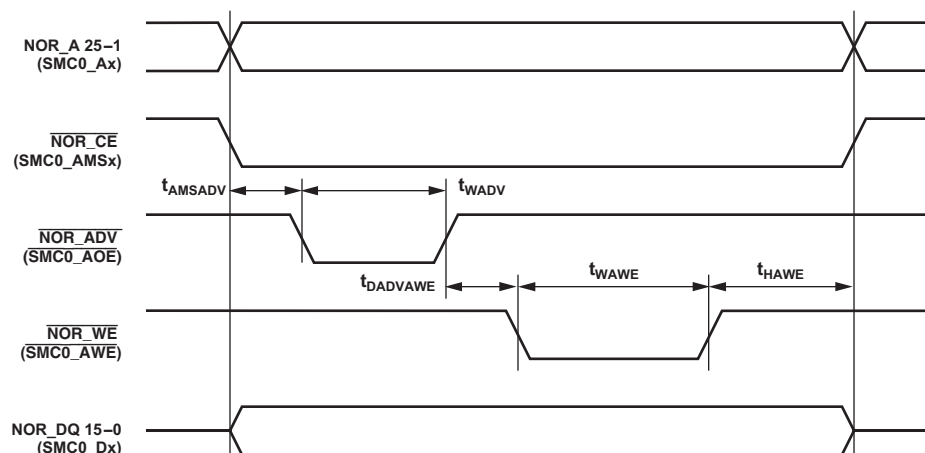 NOR_A 25–1
(SMC0_Ax)
NOR_CE
(SMC0_AMSx)
tAMSADV
tWADV
NOR_ADV
(SMC0_AOE)
tDADVAWE
tWAWE
tHAWE
NOR_WE
(SMC0_AWE)
NOR_DQ 15–0
(SMC0_Dx)